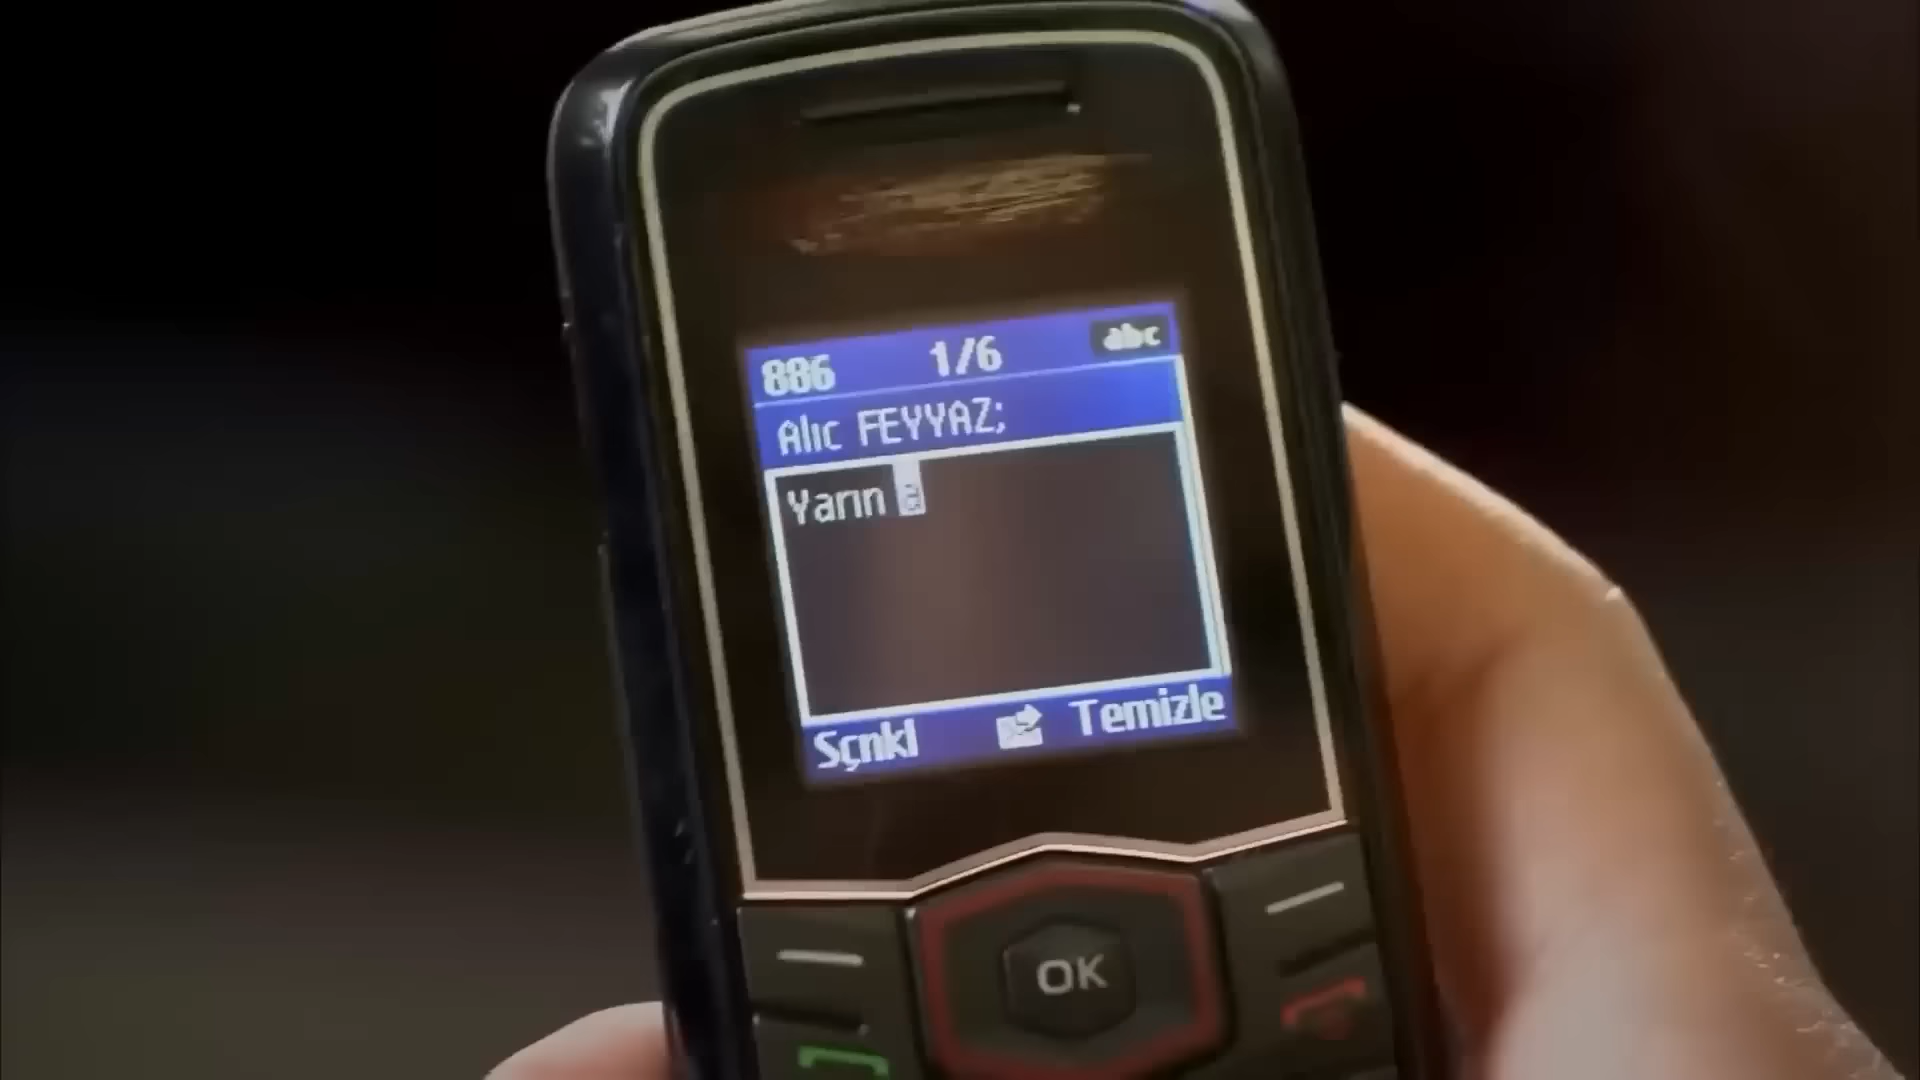 886 1/6 abc
Alıc FEYYAZ;
Yarın a
Sçnkl Temizle
OK